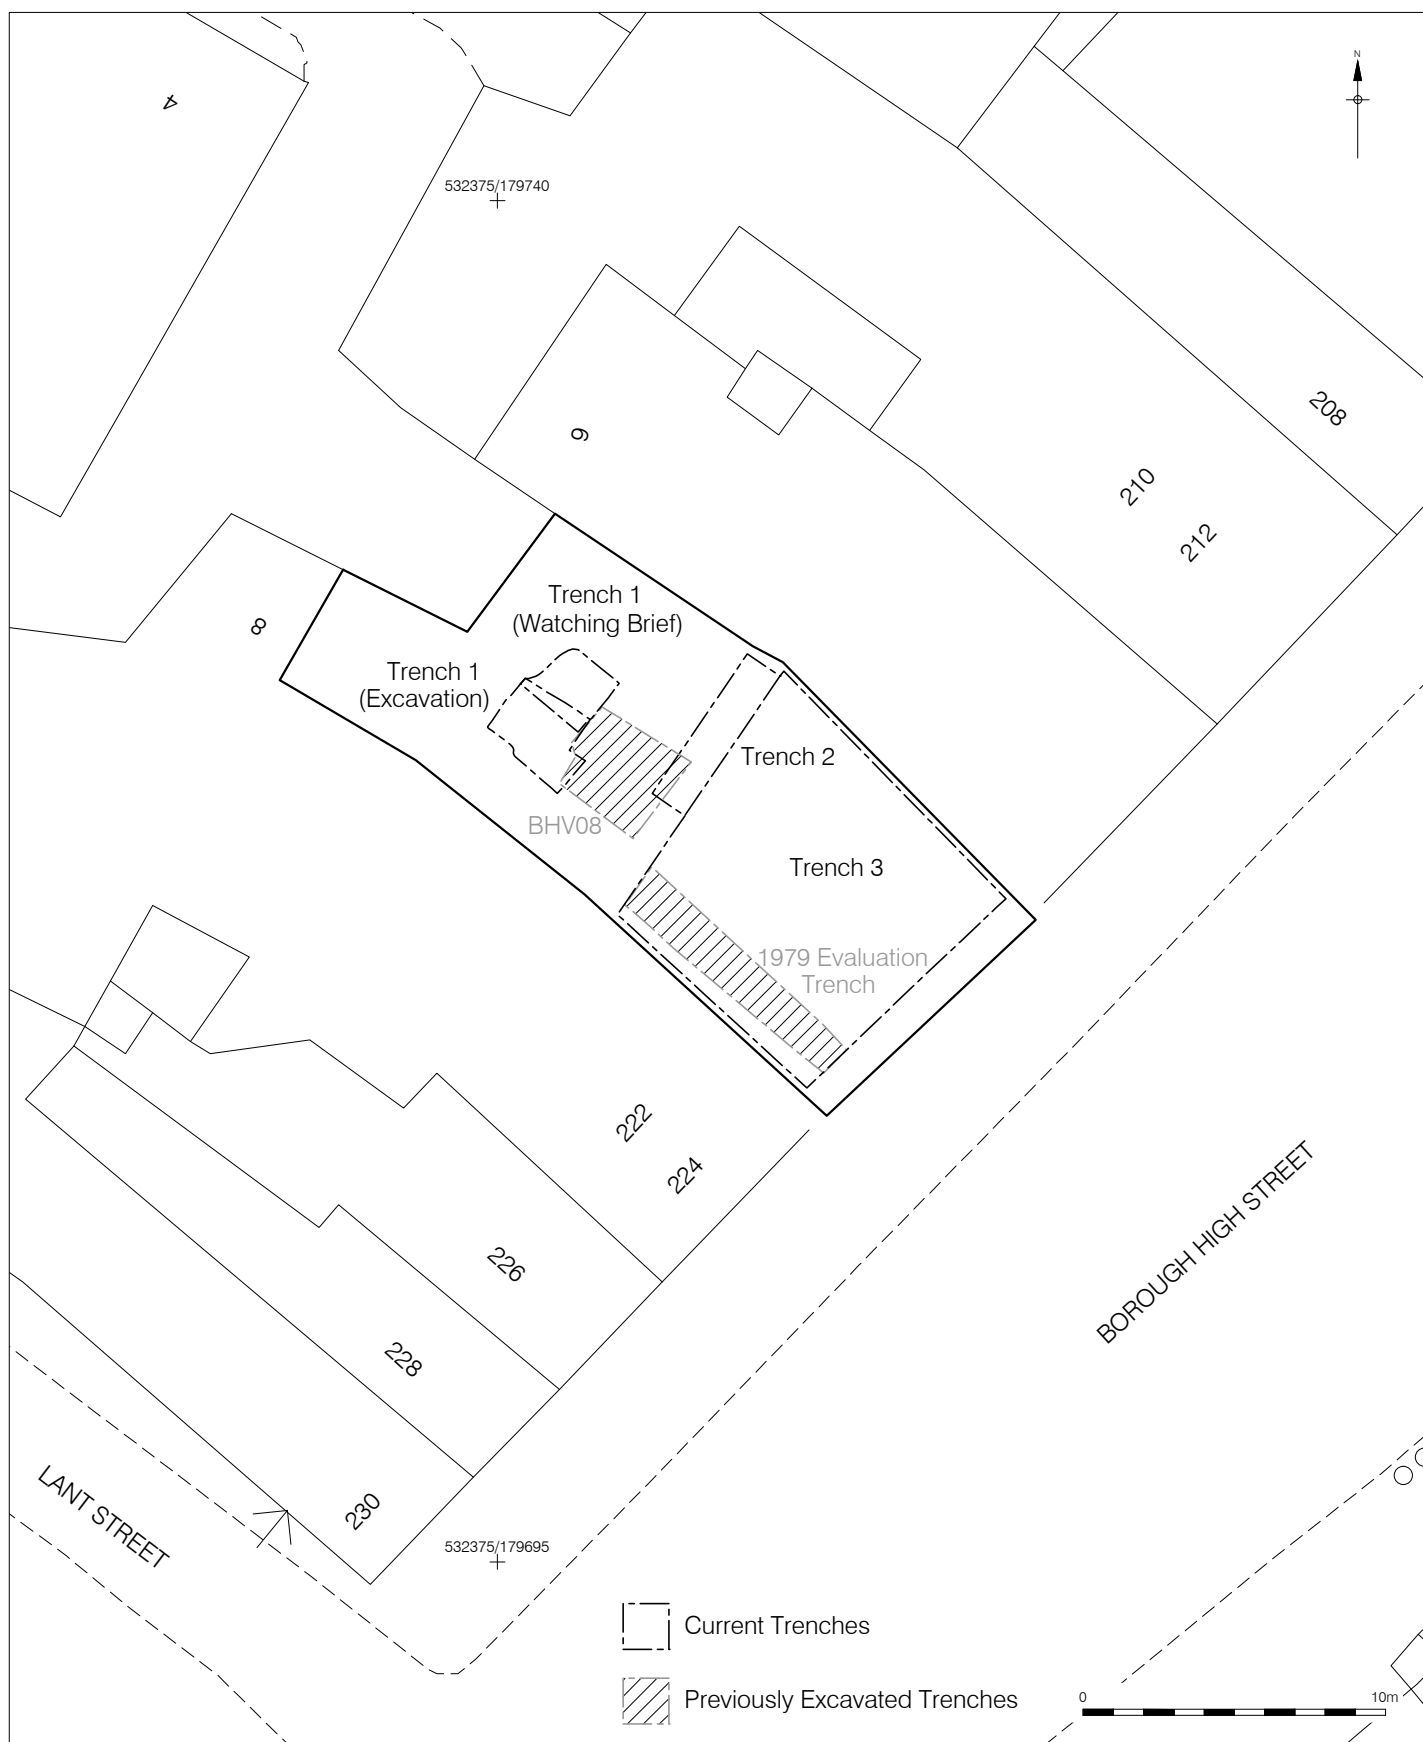 N
4
532375/179740
208
9
210
212
Trench 1
(Watching Brief)
8
Trench 1
(Excavation)
Trench 2
BHV08
Trench 3
1979 Evaluation
Trench
222
224
BOROUGH HIGH STREET
226
228
230
LANT STREET
532375/179695
Current Trenches
Previously Excavated Trenches
0
10m